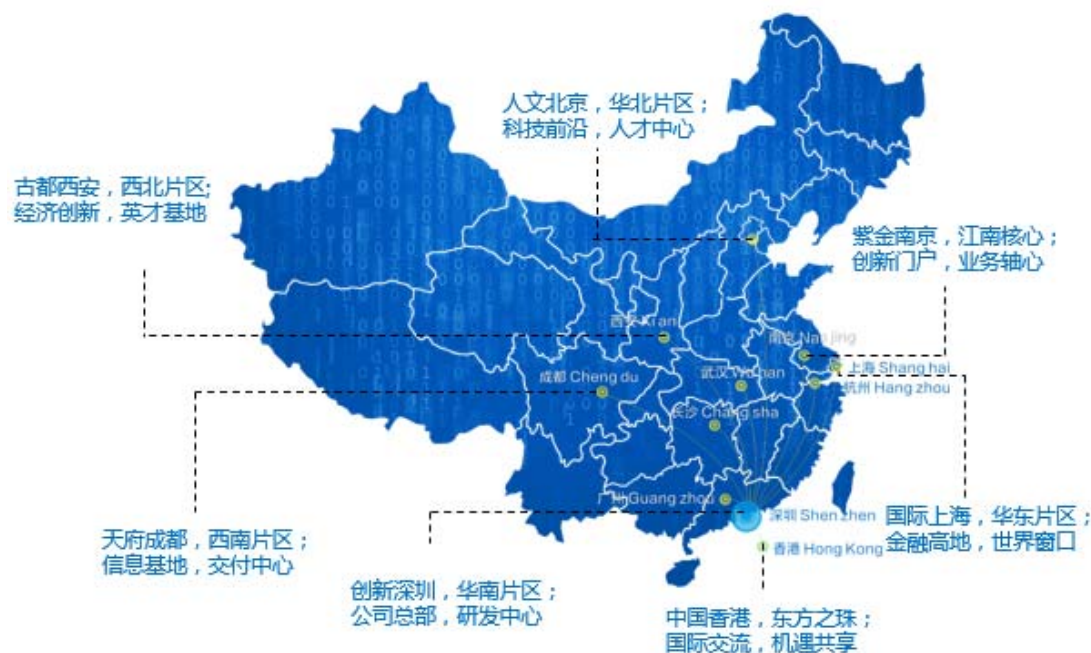 人文北京，华北片区；
科技前沿，人才中心
古都西安，西北片区;
经济创新，英才基地
紫金南京，江南核心；
创新门户，业务轴心
西安 Xi an
南京 Nan jing
上海 Shang hai
成都 Cheng du
武汉 Wu han
杭州 Hang zhou
长沙 Chang sha
广州 Guang zhou
深圳 Shen zhen
国际上海，华东片区；
金融高地，世界窗口
天府成都，西南片区；
信息基地，交付中心
香港 Hong Kong
创新深圳，华南片区；
公司总部，研发中心
中国香港，东方之珠；
国际交流，机遇共享